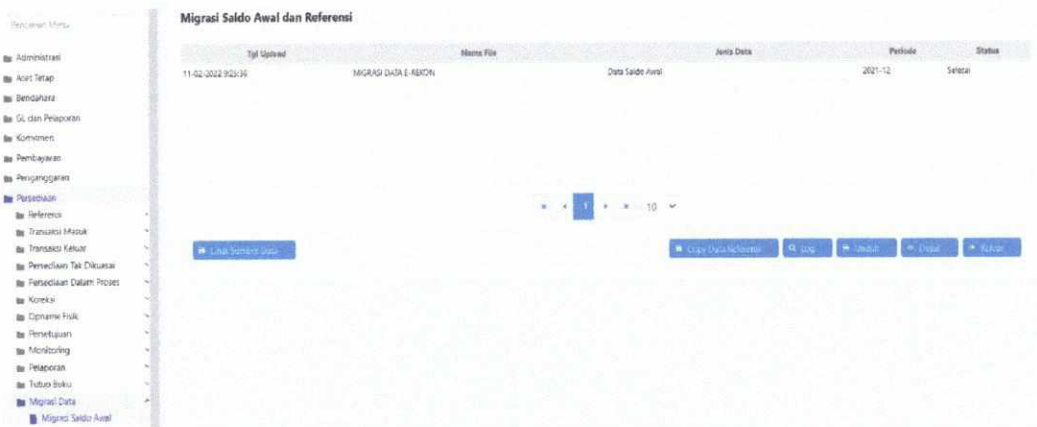 Pencarian Menu
Administrasi
Aset Tetap
Bendahara
GL dan Pelaporan
Komitmen
Pembayaran
Penganggaran
Persediaan
Referensi
Transaksi Masuk
Transaksi Keluar
Persediaan Tak Dikuasai
Persediaan Dalam Proses
Koreksi
Opname Fisik
Persetujuan
Monitoring
Pelaporan
Tutup Buku
Migrasi Data
Migrasi Saldo Awal
Migrasi Saldo Awal dan Referensi
Tgl Upload Nama File Jenis Data Periode Status
11-02-2022 9:25:36 MIGRASI DATA E-REKON Data Saldo Awal 2021-12 Selesai
1 10
Lihat Sumber Data Copy Data Referensi Log Unduh Detail Keluar